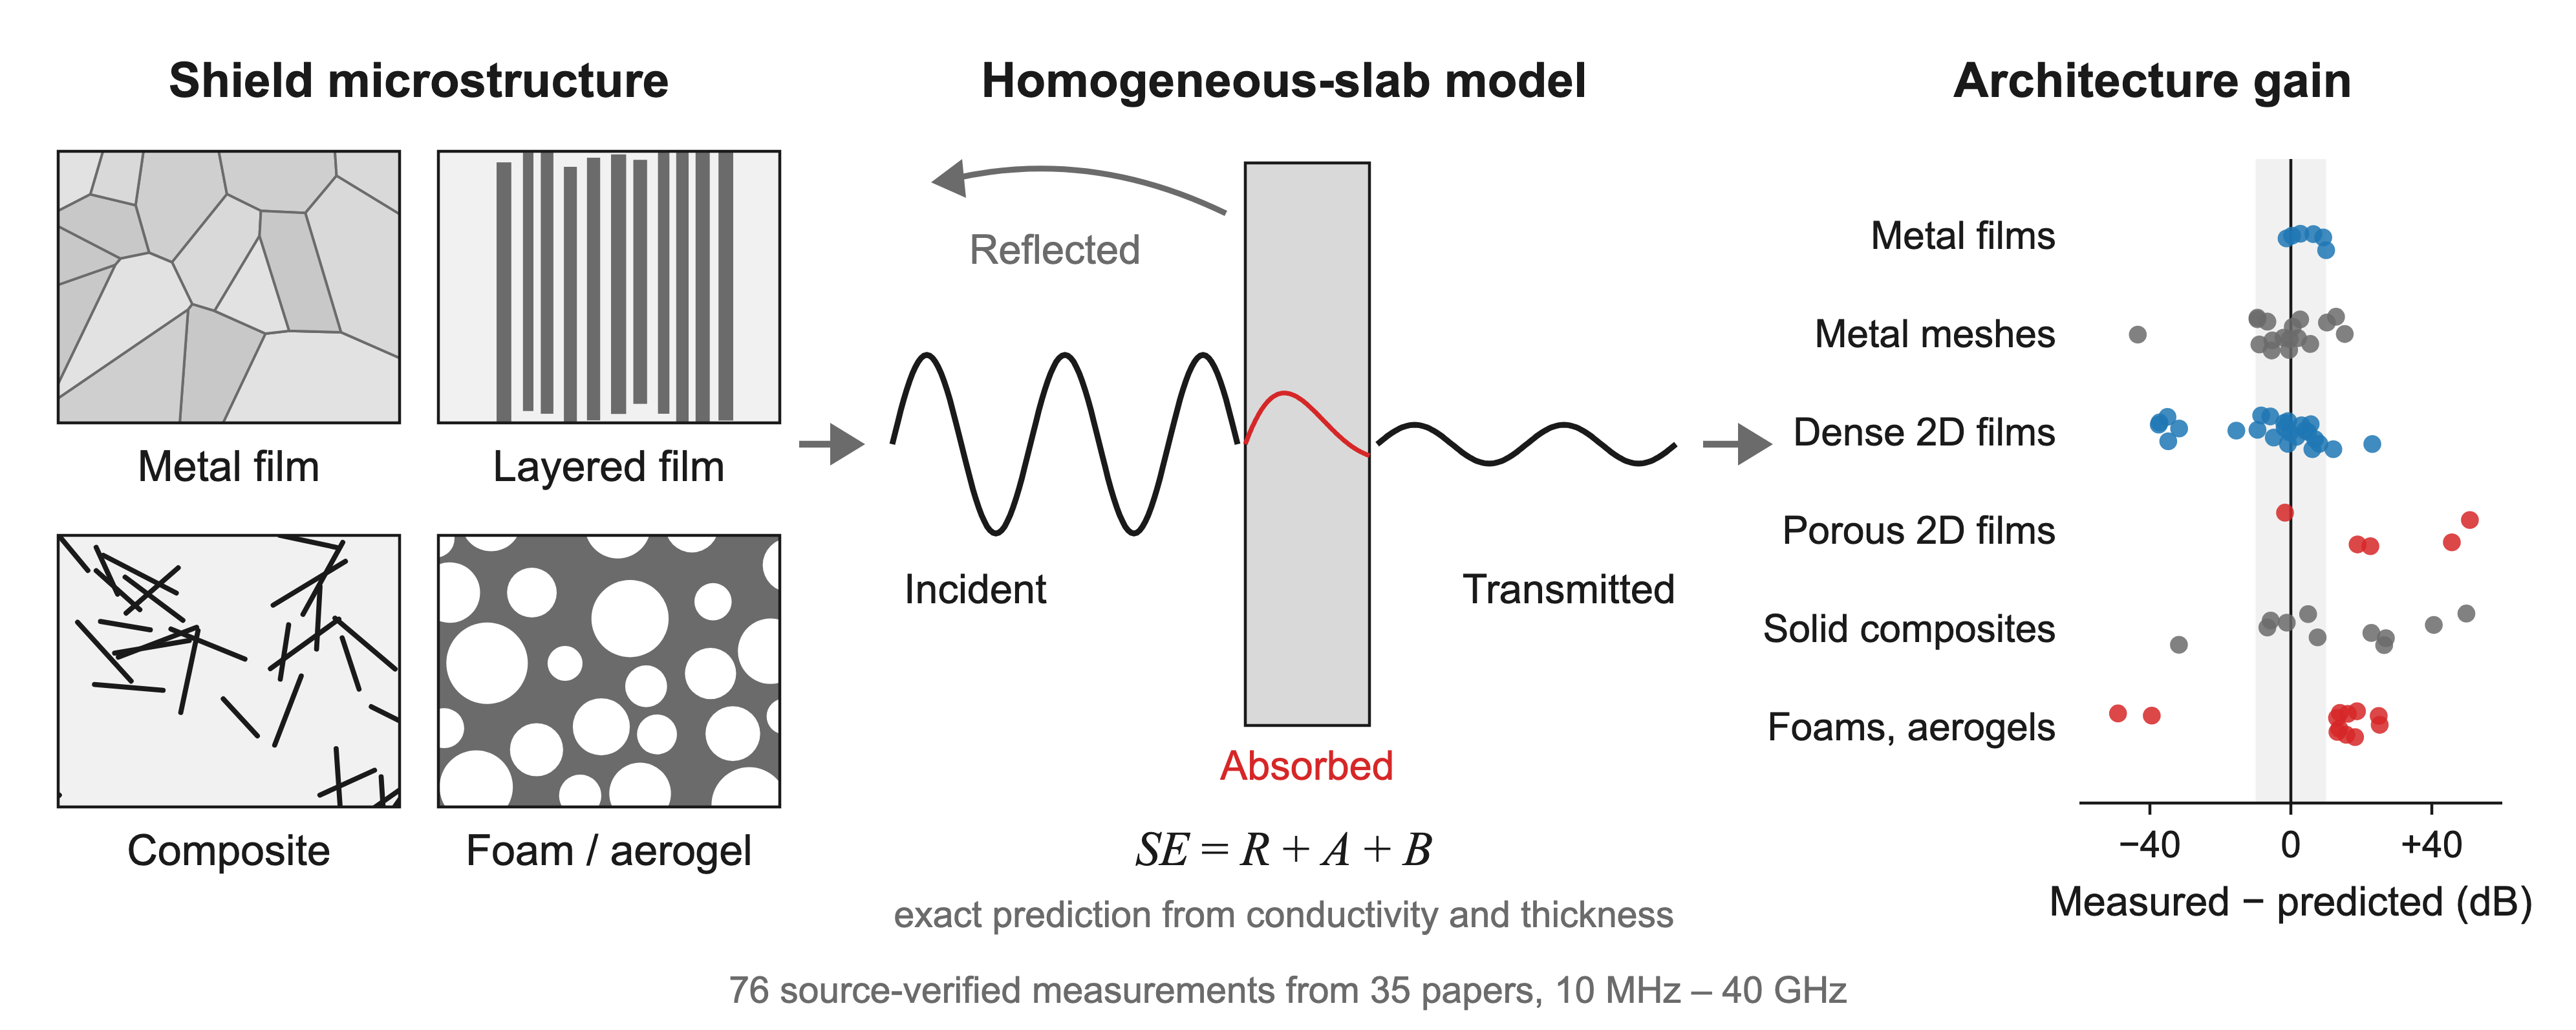 Shield microstructure
Metal film
Layered film
Composite
Foam / aerogel
Homogeneous-slab model
Reflected
Incident
Transmitted
Absorbed
SE = R + A + B
exact prediction from conductivity and thickness
Architecture gain
Metal films
Metal meshes
Dense 2D films
Porous 2D films
Solid composites
Foams, aerogels
−40 0 +40
Measured − predicted (dB)
76 source-verified measurements from 35 papers, 10 MHz – 40 GHz